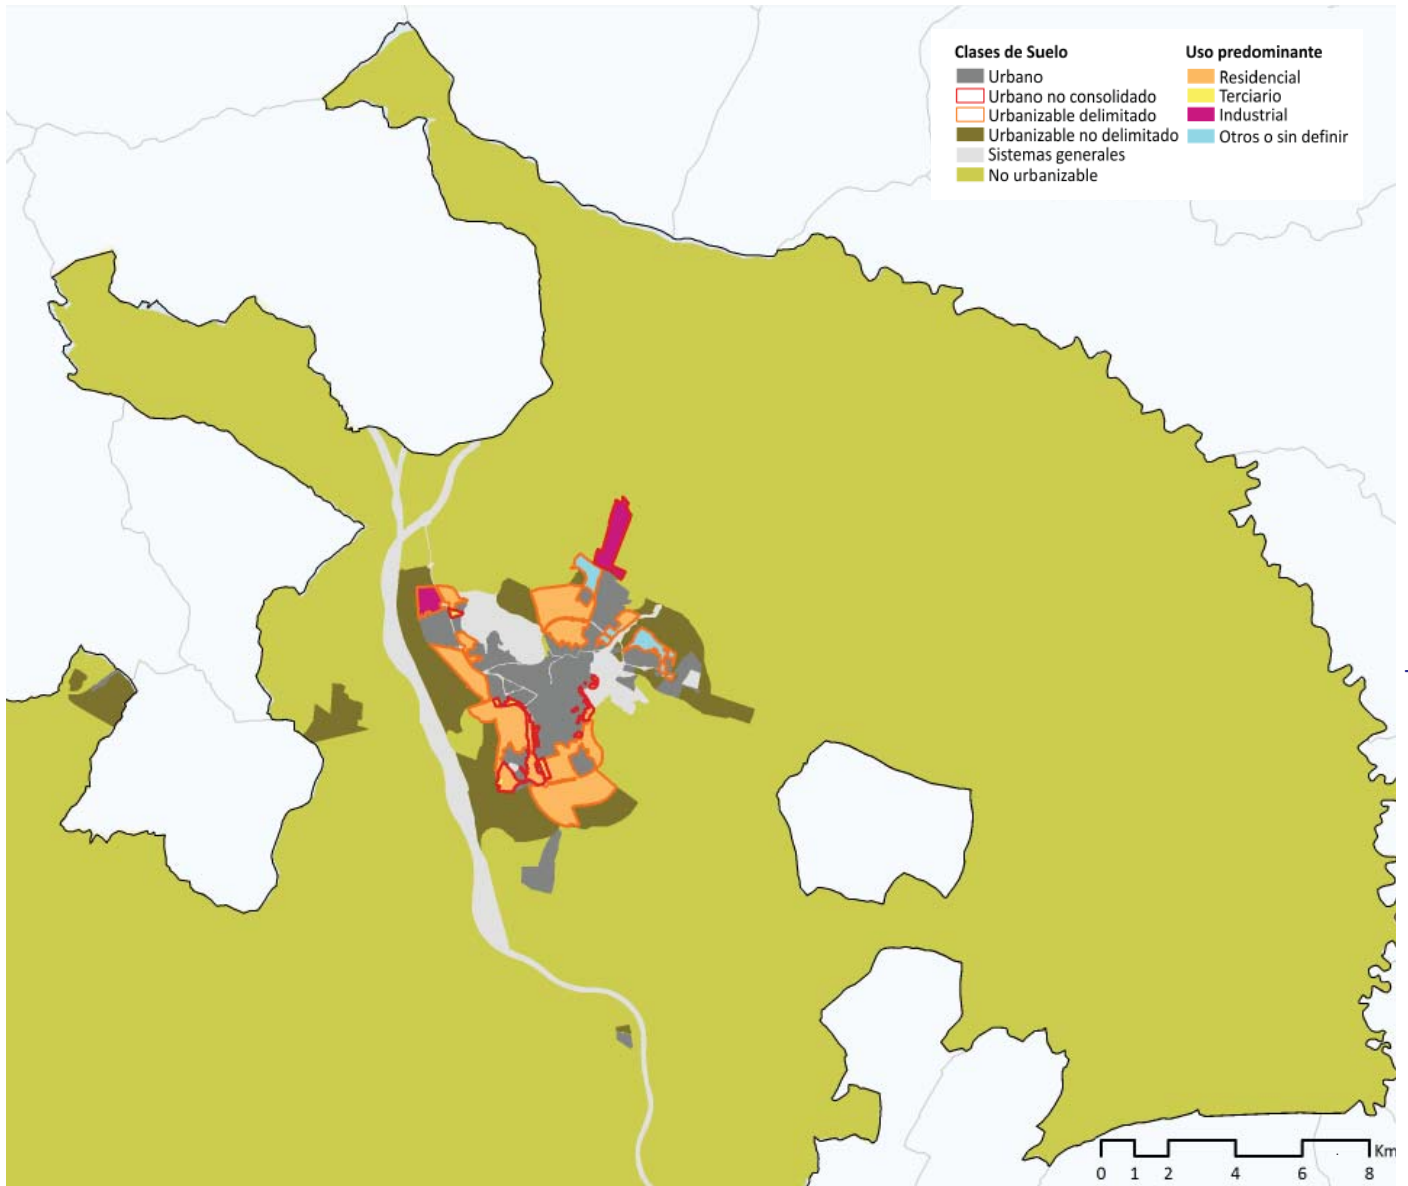 Clases de Suelo
Urbano
Urbano no consolidado
Urbanizable delimitado
Urbanizable no delimitado
Sistemas generales
No urbanizable
Uso predominante
Residencial
Terciario
Industrial
Otros o sin definir
Km
0 1 2 4 6 8